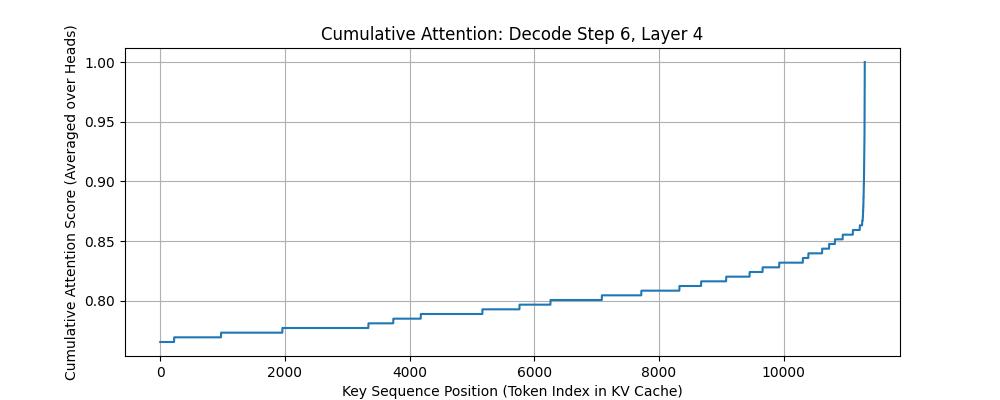 Cumulative Attention: Decode Step 6, Layer 4
Cumulative Attention Score (Averaged over Heads)
1.00
0.95
0.90
0.85
0.80
0 2000 4000 6000 8000 10000
Key Sequence Position (Token Index in KV Cache)